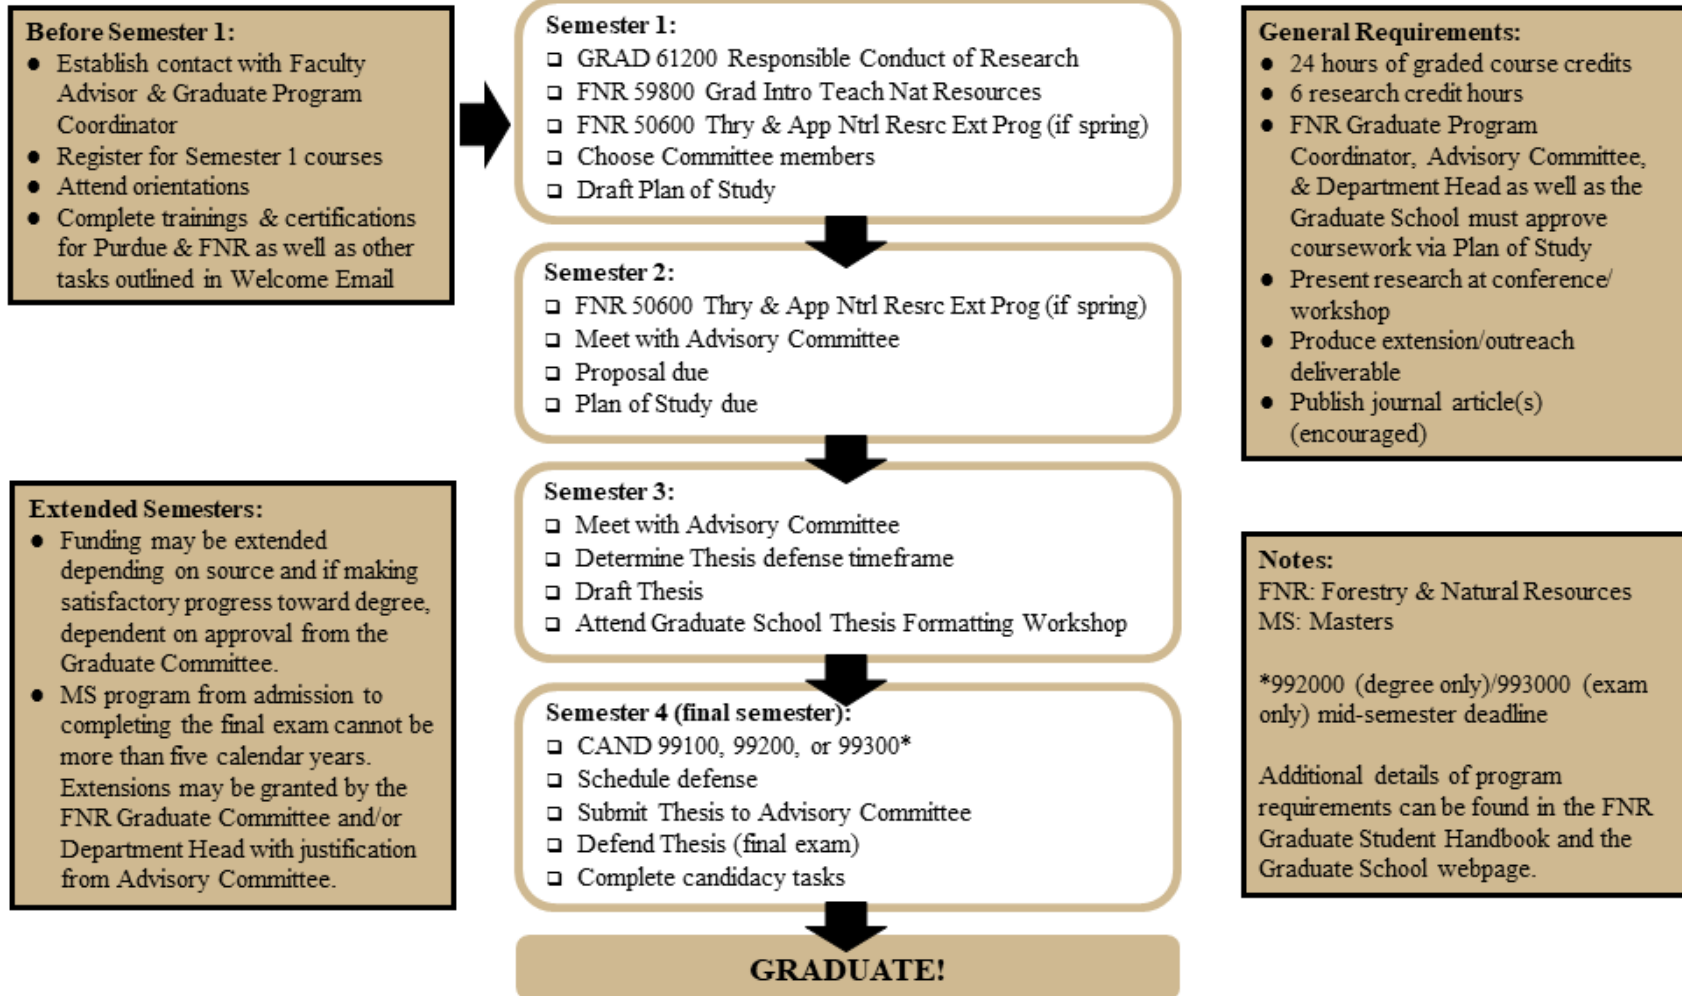 Before Semester 1:
● Establish contact with Faculty
Advisor & Graduate Program
Coordinator
● Register for Semester 1 courses
● Attend orientations
● Complete trainings & certifications
for Purdue & FNR as well as other
tasks outlined in Welcome Email
Semester 1:
❑ GRAD 61200 Responsible Conduct of Research
❑ FNR 59800 Grad Intro Teach Nat Resources
❑ FNR 50600 Thry & App Ntrl Resrc Ext Prog (if spring)
❑ Choose Committee members
❑ Draft Plan of Study
Semester 2:
❑ FNR 50600 Thry & App Ntrl Resrc Ext Prog (if spring)
❑ Meet with Advisory Committee
❑ Proposal due
❑ Plan of Study due
Semester 3:
❑ Meet with Advisory Committee
❑ Determine Thesis defense timeframe
❑ Draft Thesis
❑ Attend Graduate School Thesis Formatting Workshop
Semester 4 (final semester):
❑ CAND 99100, 99200, or 99300*
❑ Schedule defense
❑ Submit Thesis to Advisory Committee
❑ Defend Thesis (final exam)
❑ Complete candidacy tasks
GRADUATE!
Extended Semesters:
● Funding may be extended
depending on source and if making
satisfactory progress toward degree,
dependent on approval from the
Graduate Committee.
● MS program from admission to
completing the final exam cannot be
more than five calendar years.
Extensions may be granted by the
FNR Graduate Committee and/or
Department Head with justification
from Advisory Committee.
General Requirements:
● 24 hours of graded course credits
● 6 research credit hours
● FNR Graduate Program
Coordinator, Advisory Committee,
& Department Head as well as the
Graduate School must approve
coursework via Plan of Study
● Present research at conference/
workshop
● Produce extension/outreach
deliverable
● Publish journal article(s)
(encouraged)
Notes:
FNR: Forestry & Natural Resources
MS: Masters
*992000 (degree only)/993000 (exam
only) mid-semester deadline
Additional details of program
requirements can be found in the FNR
Graduate Student Handbook and the
Graduate School webpage.